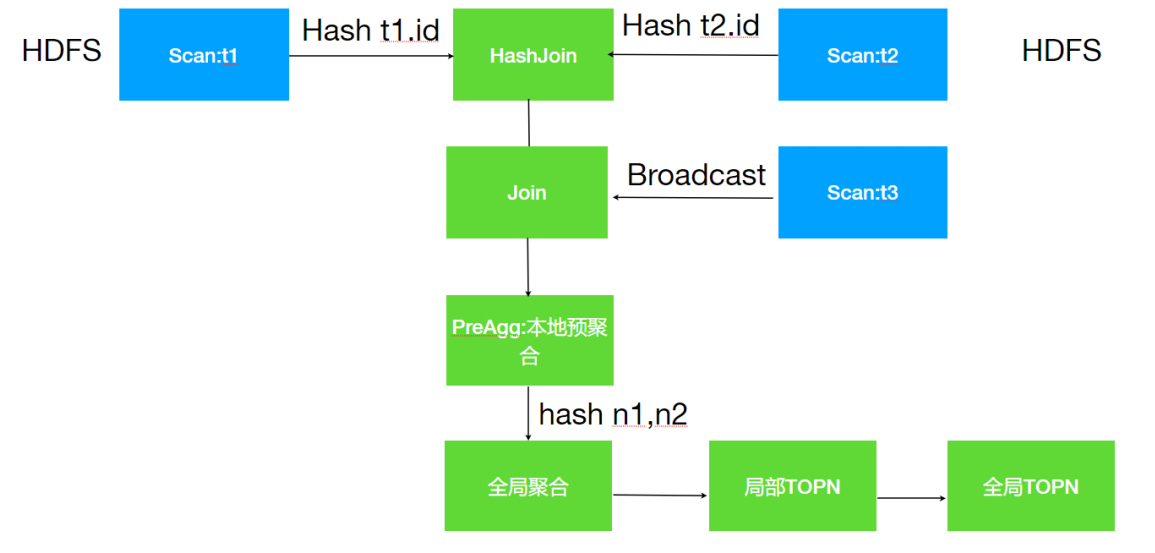 HDFS
Scan:t1
Hash t1.id
HashJoin
Hash t2.id
Scan:t2
HDFS
Join
Broadcast
Scan:t3
PreAgg:本地预聚
合
hash n1,n2
全局聚合
局部TOPN
全局TOPN